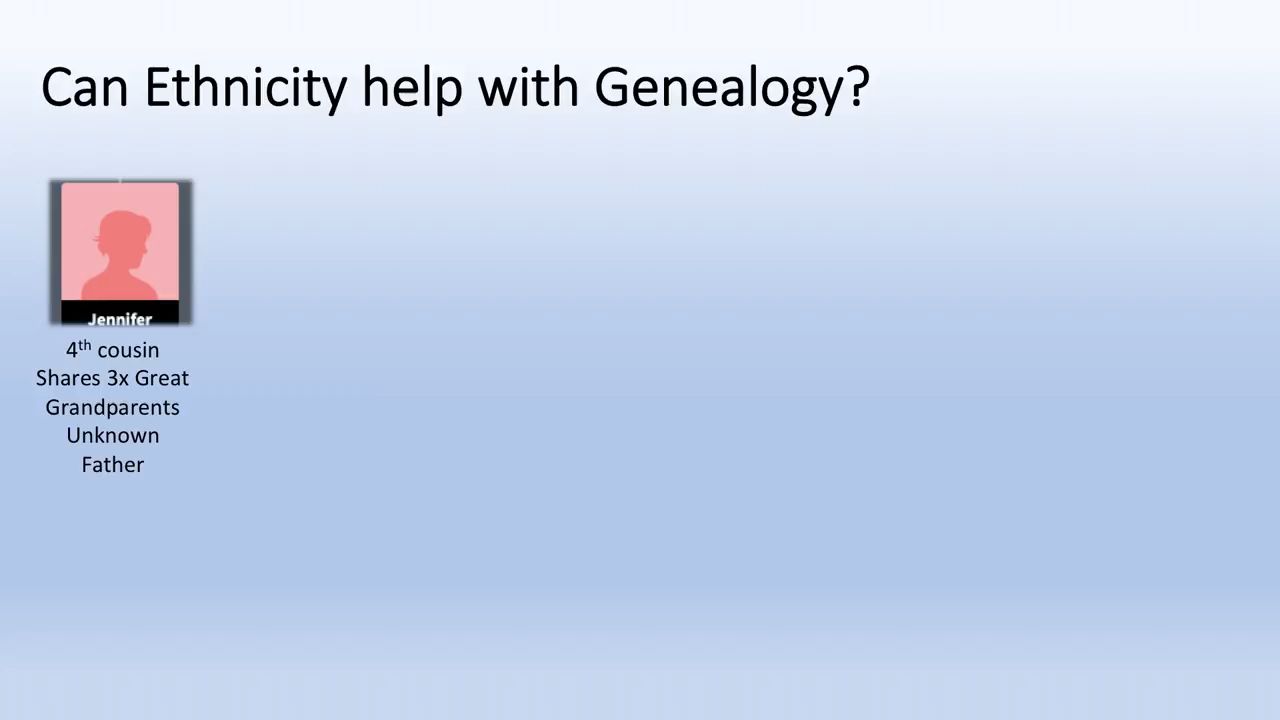 Can Ethnicity help with Genealogy?
Jennifer
4th cousin
Shares 3x Great
Grandparents
Unknown
Father